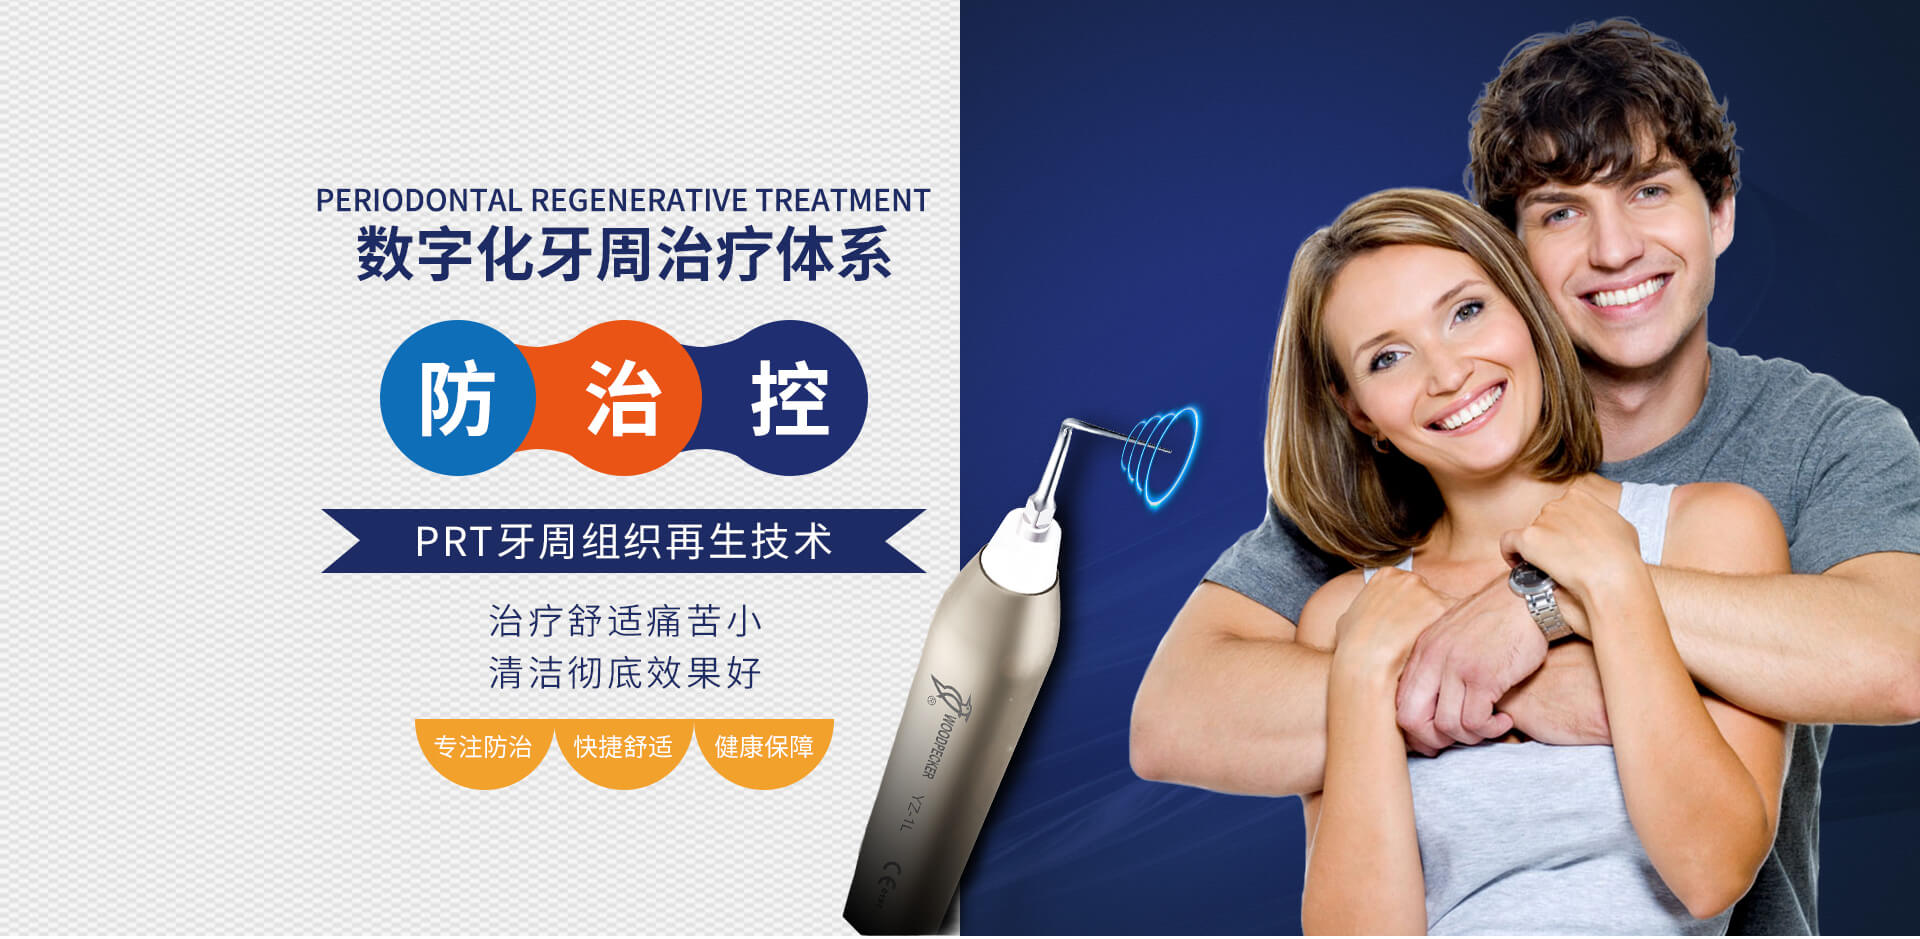 PERIODONTAL REGENERATIVE TREATMENT
数字化牙周治疗体系
防 治 控
PRT牙周组织再生技术
治疗舒适痛苦小
清洁彻底效果好
专注防治 快捷舒适 健康保障
WOODPECKER YZ-1L